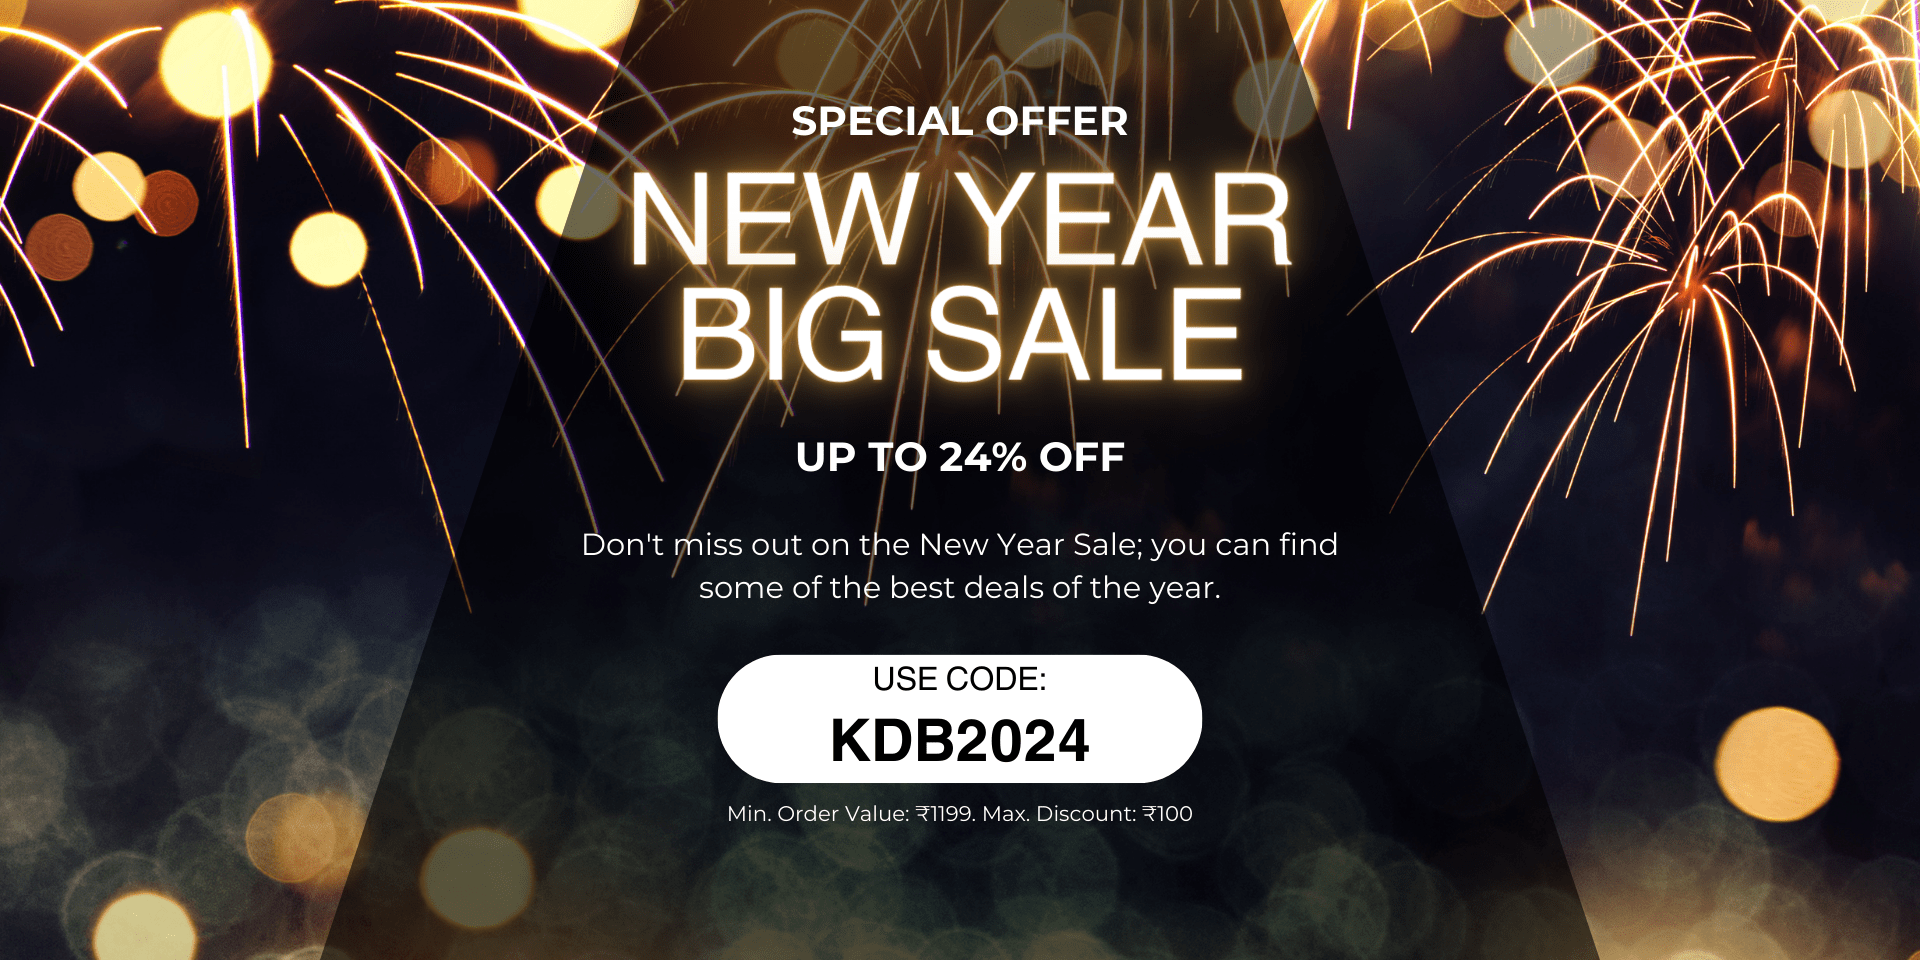 SPECIAL OFFER
NEW YEAR
BIG SALE
UP TO 24% OFF
Don't miss out on the New Year Sale; you can find
some of the best deals of the year.
USE CODE:
KDB2024
Min. Order Value: ₹1199. Max. Discount: ₹100